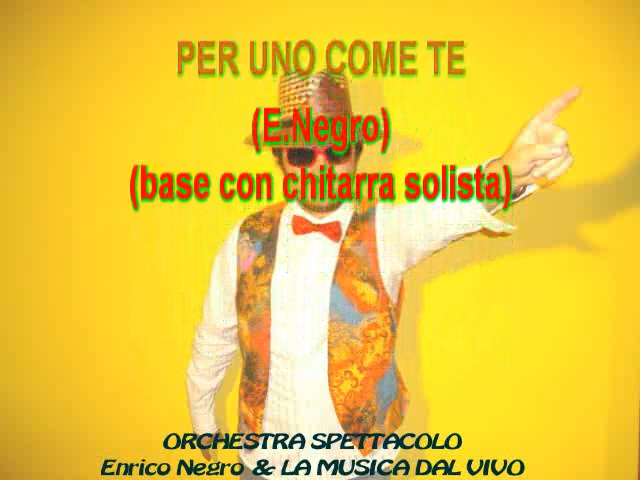 PER UNO COME TE
(E.Negro)
(base con chitarra solista)
ORCHESTRA SPETTACOLO
Enrico Negro & LA MUSICA DAL VIVO